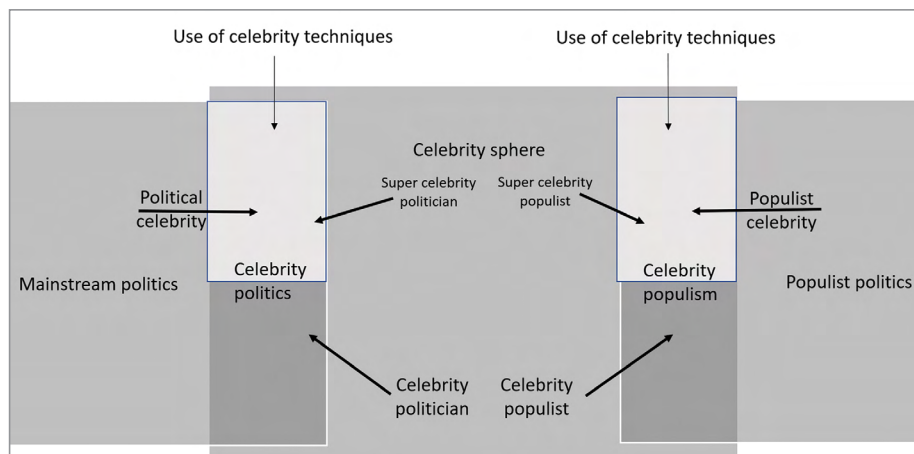 Use of celebrity techniques
Use of celebrity techniques
Celebrity sphere
Super celebrity
politician
Super celebrity
populist
Political
celebrity
Populist
celebrity
Celebrity
politics
Celebrity
populism
Mainstream politics
Populist politics
Celebrity
politician
Celebrity
populist